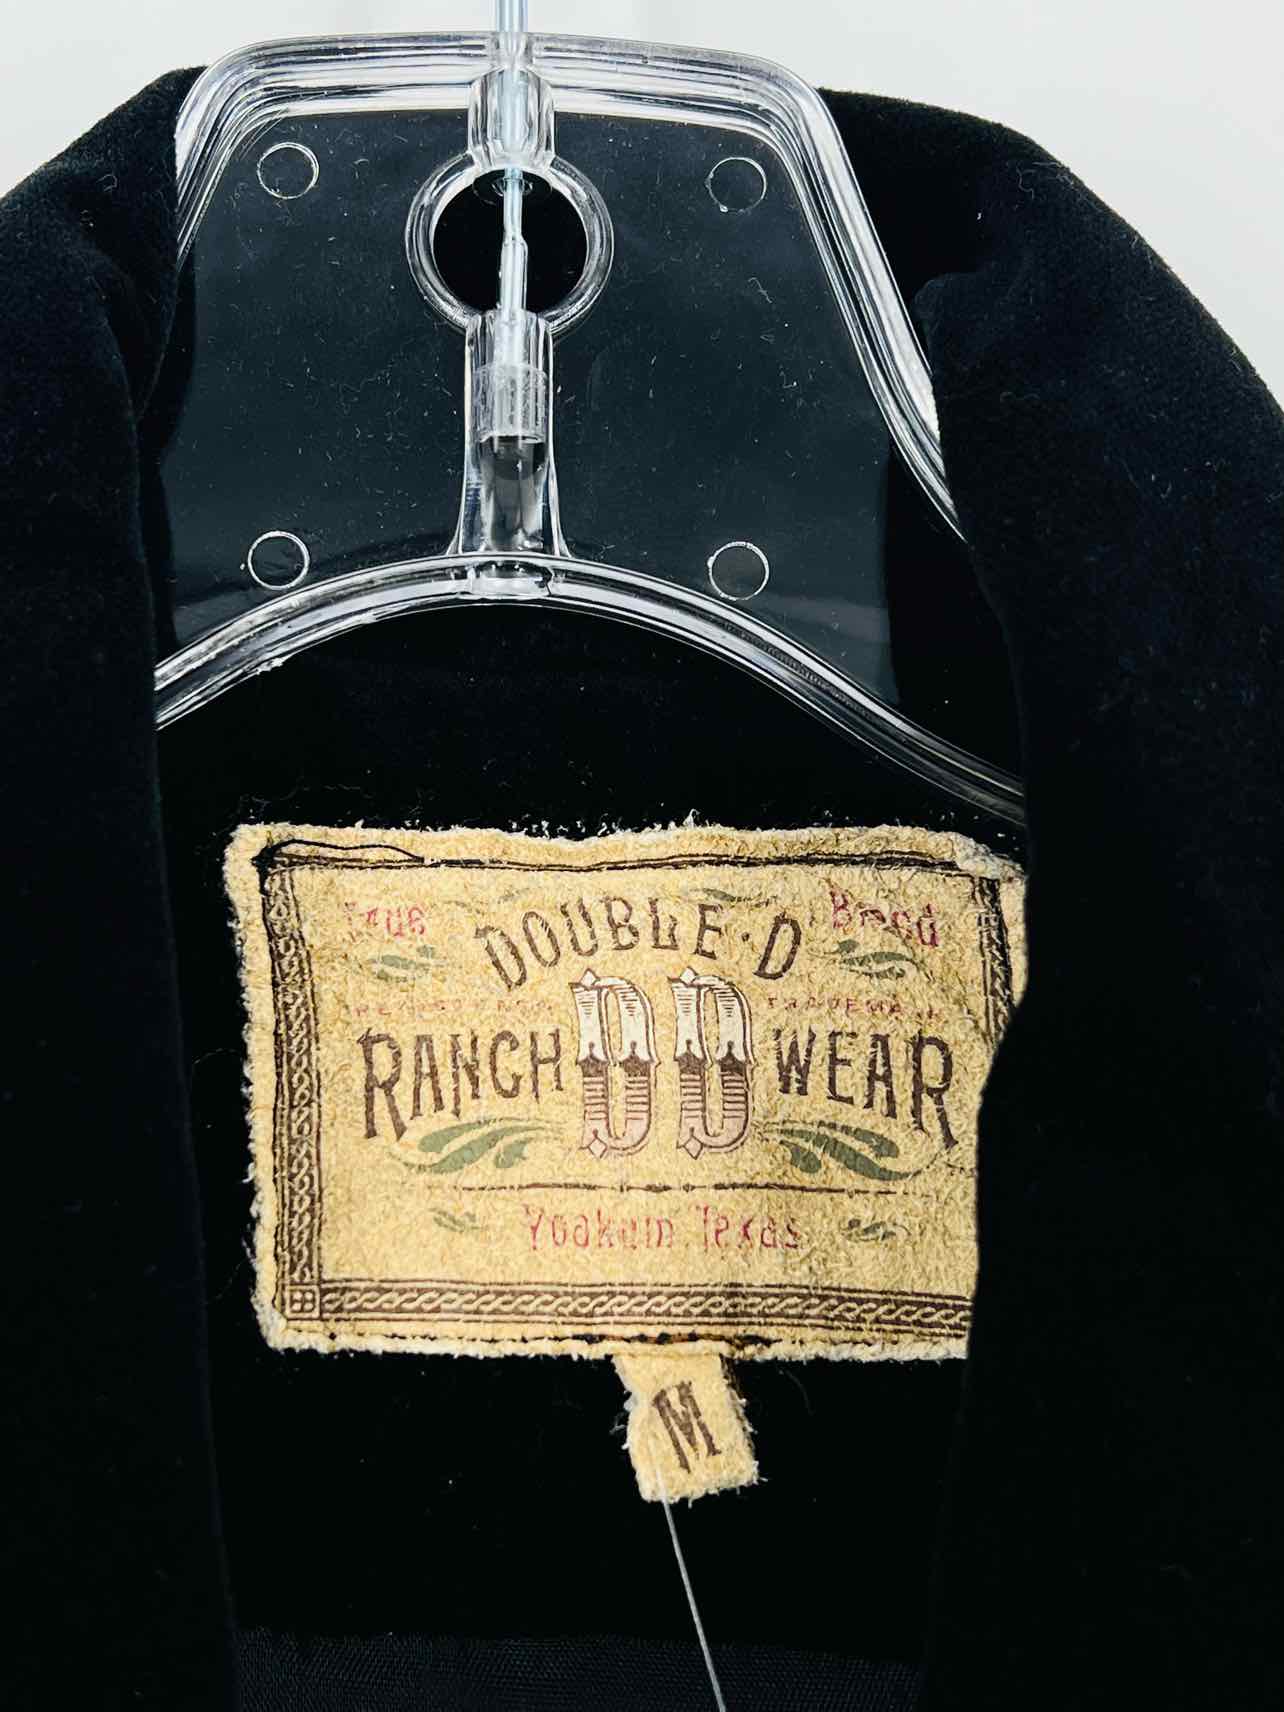 True Brand
DOUBLE·D
RANCH DD WEAR
Yoakum, Texas
M